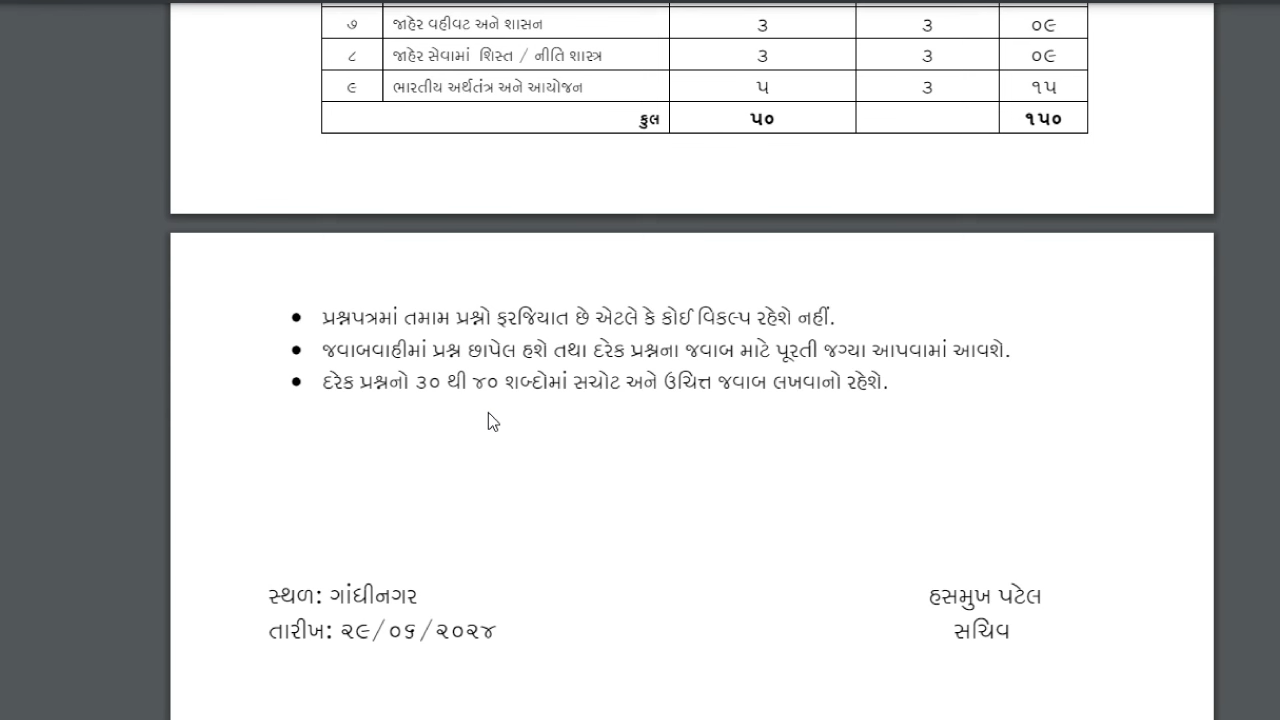 ૭ જાહેર વહીવટ અને શાસન ૩ ૩ ૦૯
૮ જાહેર સેવામાં શિસ્ત / નીતિ શાસ્ત્ર ૩ ૩ ૦૯
૯ ભારતીય અર્થતંત્ર અને આયોજન ૫ ૩ ૧૫
કુલ ૫૦ ૧૫૦
• પ્રશ્નપત્રમાં તમામ પ્રશ્નો ફરજિયાત છે એટલે કે કોઈ વિકલ્પ રહેશે નહીં.
• જવાબવાહીમાં પ્રશ્ન છાપેલ હશે તથા દરેક પ્રશ્નના જવાબ માટે પૂરતી જગ્યા આપવામાં આવશે.
• દરેક પ્રશ્નનો ૩૦ થી ૪૦ શબ્દોમાં સચોટ અને ઉચિત્ત જવાબ લખવાનો રહેશે.
સ્થળ: ગાંધીનગર હસમુખ પટેલ
તારીખ: ૨૯/૦૬/૨૦૨૪ સચિવ